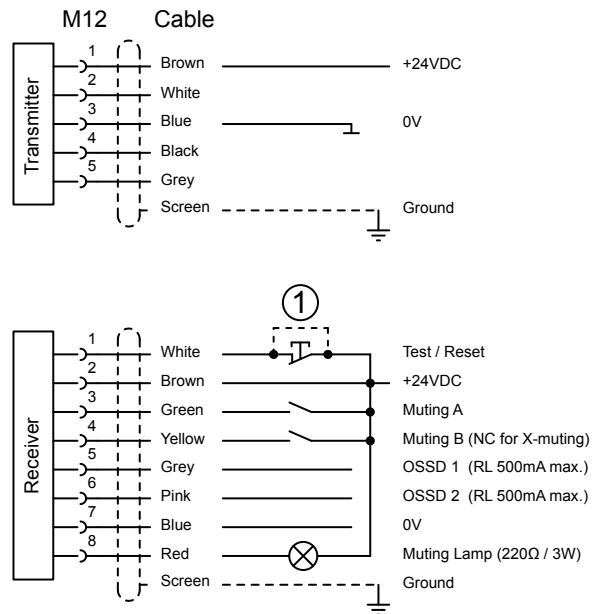 M12 Cable
Transmitter
1 Brown +24VDC
2 White
3 Blue 0V
4 Black
5 Grey
Screen Ground
1
Receiver
1 White Test / Reset
2 Brown +24VDC
3 Green Muting A
4 Yellow Muting B (NC for X-muting)
5 Grey OSSD 1 (RL 500mA max.)
6 Pink OSSD 2 (RL 500mA max.)
7 Blue 0V
8 Red Muting Lamp (220Ω / 3W)
Screen Ground